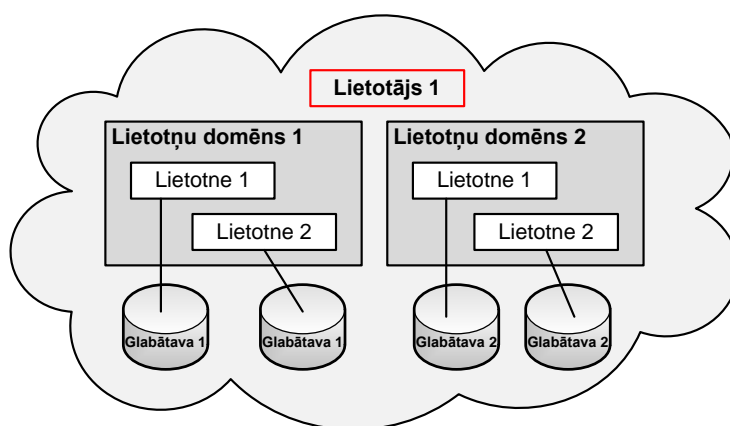 Lietotājs 1
Lietotņu domēns 1
Lietotņu domēns 2
Lietotne 1
Lietotne 1
Lietotne 2
Lietotne 2
Glabātava 1
Glabātava 1
Glabātava 2
Glabātava 2